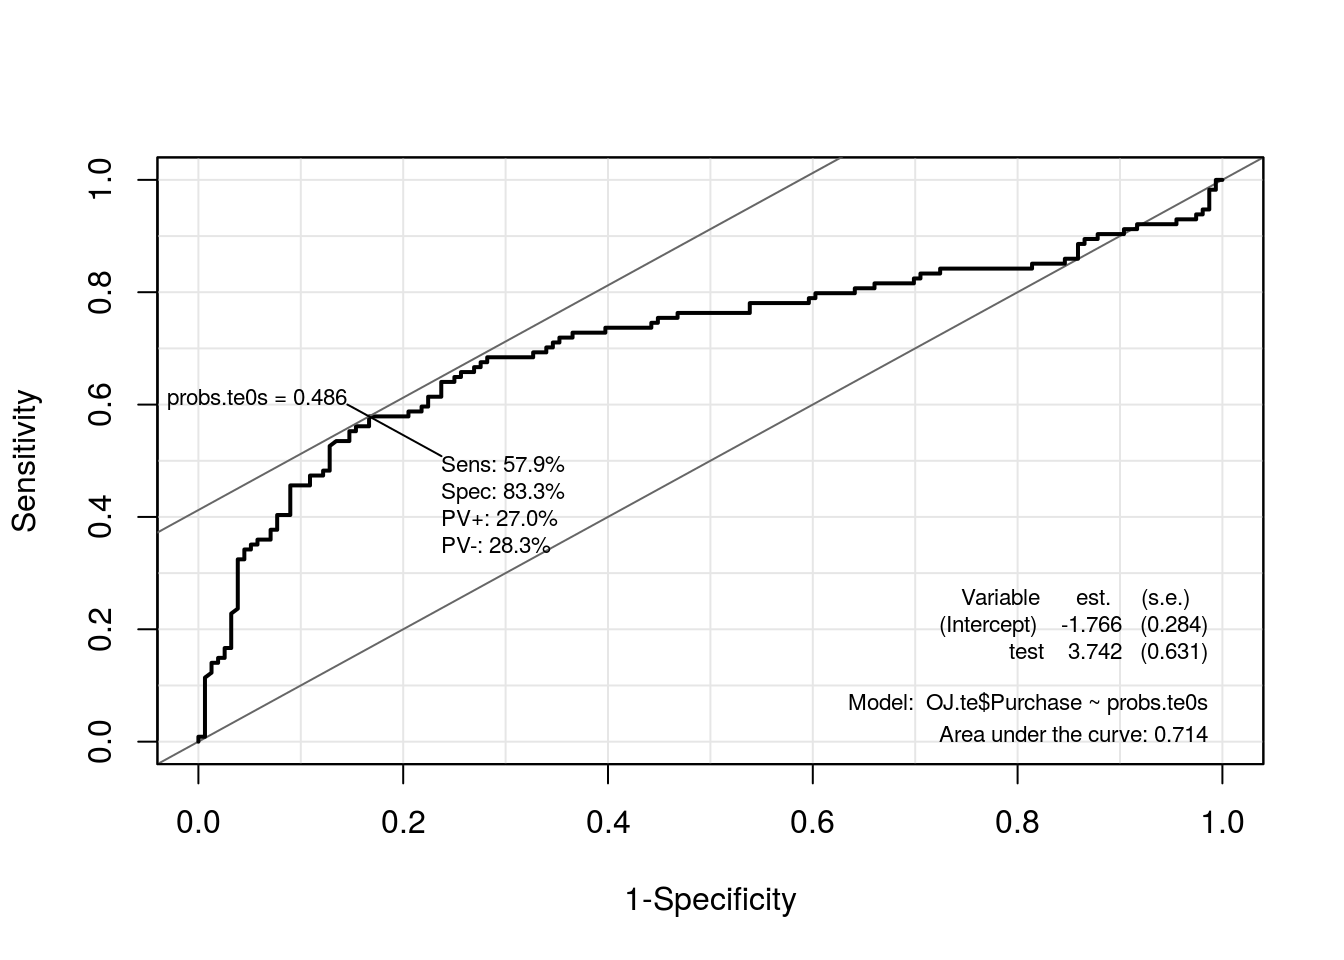 1.0
0.8
0.6
0.4
0.2
0.0
Sensitivity
probs.te0s = 0.486
Sens: 57.9%
Spec: 83.3%
PV+: 27.0%
PV-: 28.3%
Variable est. (s.e.)
(Intercept) -1.766 (0.284)
test 3.742 (0.631)
Model: OJ.te$Purchase ~ probs.te0s
Area under the curve: 0.714
0.0 0.2 0.4 0.6 0.8 1.0
1-Specificity